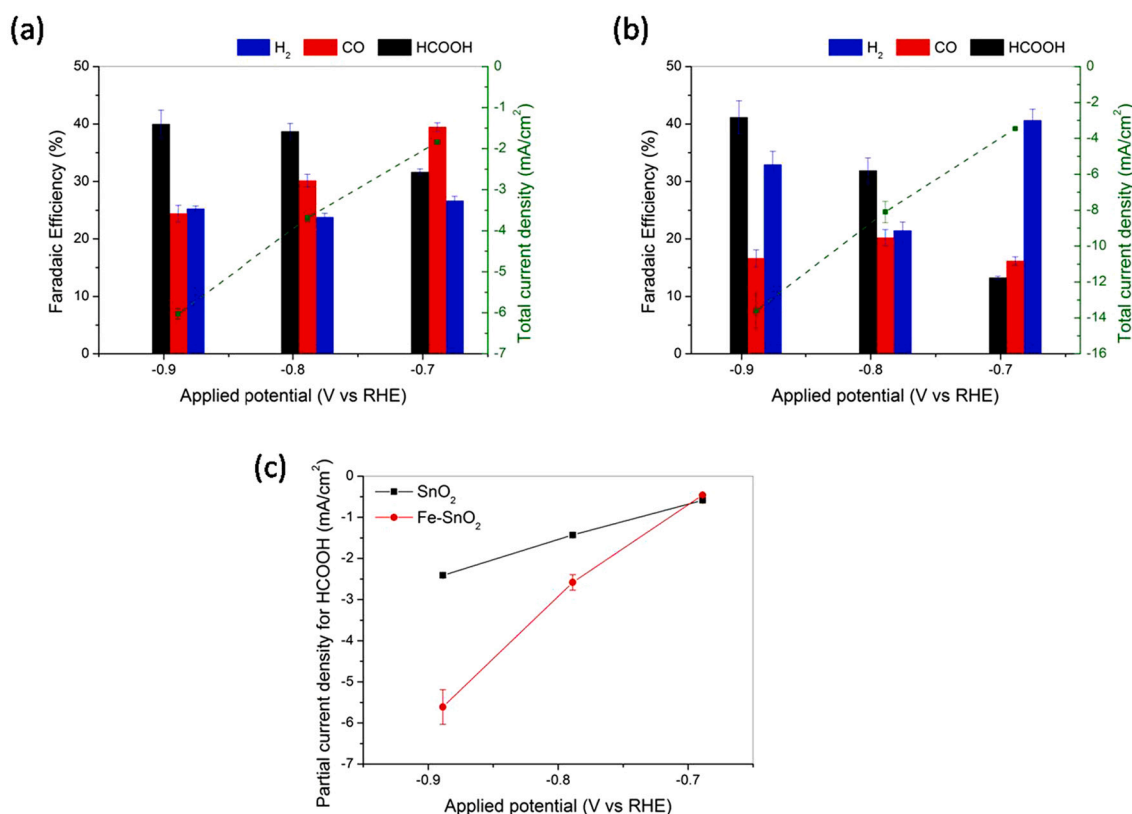 (a)
H2 CO HCOOH
50
40
30
20
10
0
Faradaic Efficiency (%)
0
-1
-2
-3
-4
-5
-6
-7
Total current density (mA/cm2)
-0.9 -0.8 -0.7
Applied potential (V vs RHE)
(b)
H2 CO HCOOH
50
40
30
20
10
0
Faradaic Efficiency (%)
0
-2
-4
-6
-8
-10
-12
-14
-16
Total current density (mA/cm2)
-0.9 -0.8 -0.7
Applied potential (V vs RHE)
(c)
SnO2
Fe-SnO2
0
-1
-2
-3
-4
-5
-6
-7
Partial current density for HCOOH (mA/cm2)
-0.9 -0.8 -0.7
Applied potential (V vs RHE)